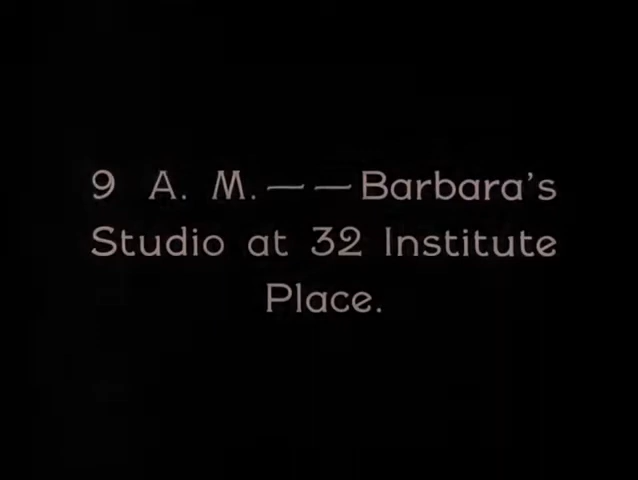 9 A. M.——Barbara's
Studio at 32 Institute
Place.